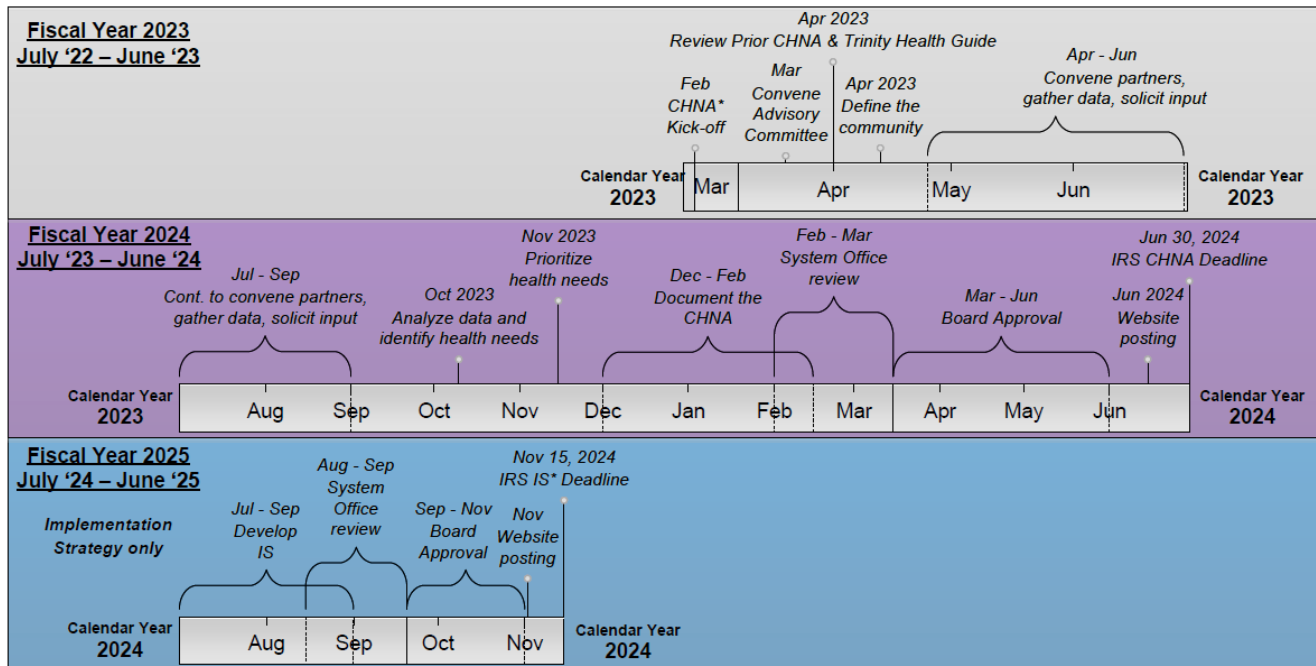 Fiscal Year 2023
July ‘22 – June ‘23
Apr 2023
Review Prior CHNA & Trinity Health Guide
Feb
CHNA*
Kick-off
Mar
Convene
Advisory
Committee
Apr 2023
Define the
community
Apr - Jun
Convene partners,
gather data, solicit input
Calendar Year
2023
Mar
Apr
May
Jun
Calendar Year
2023
Fiscal Year 2024
July ‘23 – June ‘24
Jul - Sep
Cont. to convene partners,
gather data, solicit input
Oct 2023
Analyze data and
identify health needs
Nov 2023
Prioritize
health needs
Dec - Feb
Document the
CHNA
Feb - Mar
System Office
review
Mar - Jun
Board Approval
Jun 30, 2024
IRS CHNA Deadline
Jun 2024
Website
posting
Calendar Year
2023
Aug
Sep
Oct
Nov
Dec
Jan
Feb
Mar
Apr
May
Jun
Calendar Year
2024
Fiscal Year 2025
July ‘24 – June ‘25
Implementation
Strategy only
Jul - Sep
Develop
IS
Aug - Sep
System
Office
review
Sep - Nov
Board
Approval
Nov 15, 2024
IRS IS* Deadline
Nov
Website
posting
Calendar Year
2024
Aug
Sep
Oct
Nov
Calendar Year
2024